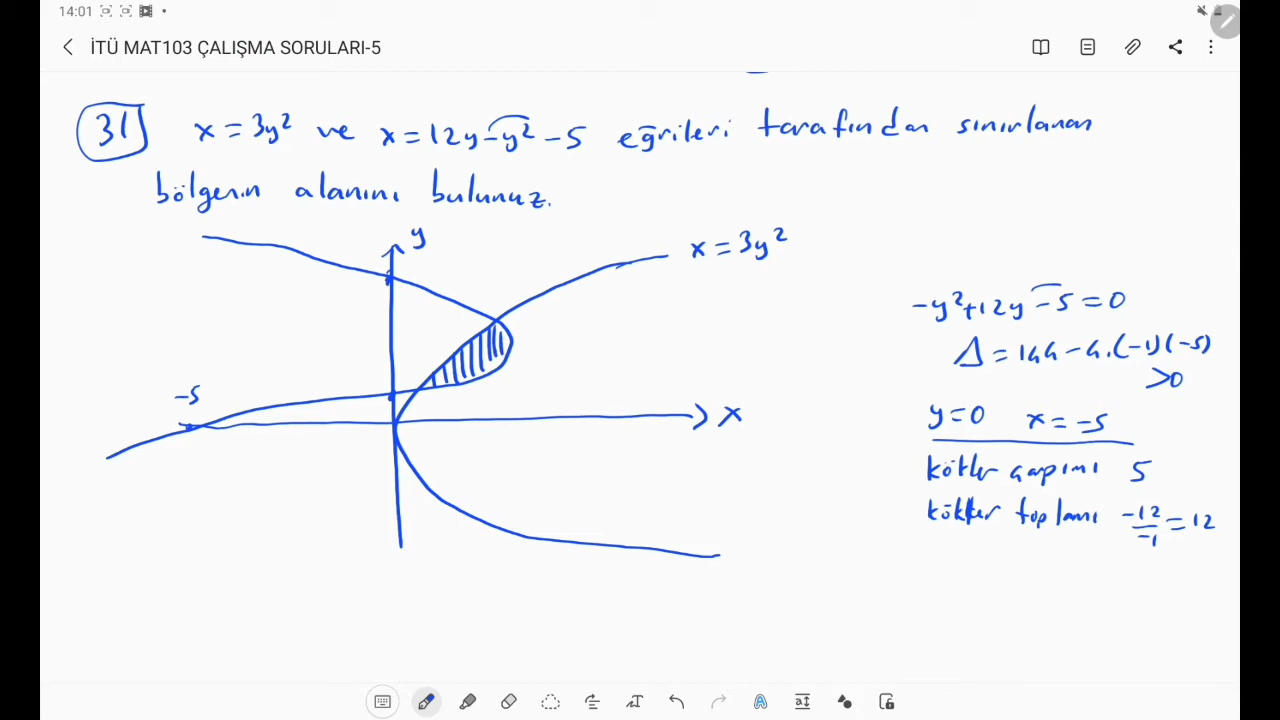 14:01
İTÜ MAT103 ÇALIŞMA SORULARI-5
31 x = 3y² ve x = 12y - y² - 5 eğrileri tarafından sınırlanan
bölgenin alanını bulunuz.
y
x = 3y²
-5
x
-y² + 12y - 5 = 0
Δ = 144 - 4.(-1)(-5)
>0
y = 0 x = -5
kökler çarpımı 5
kökler toplamı -12/-1 = 12